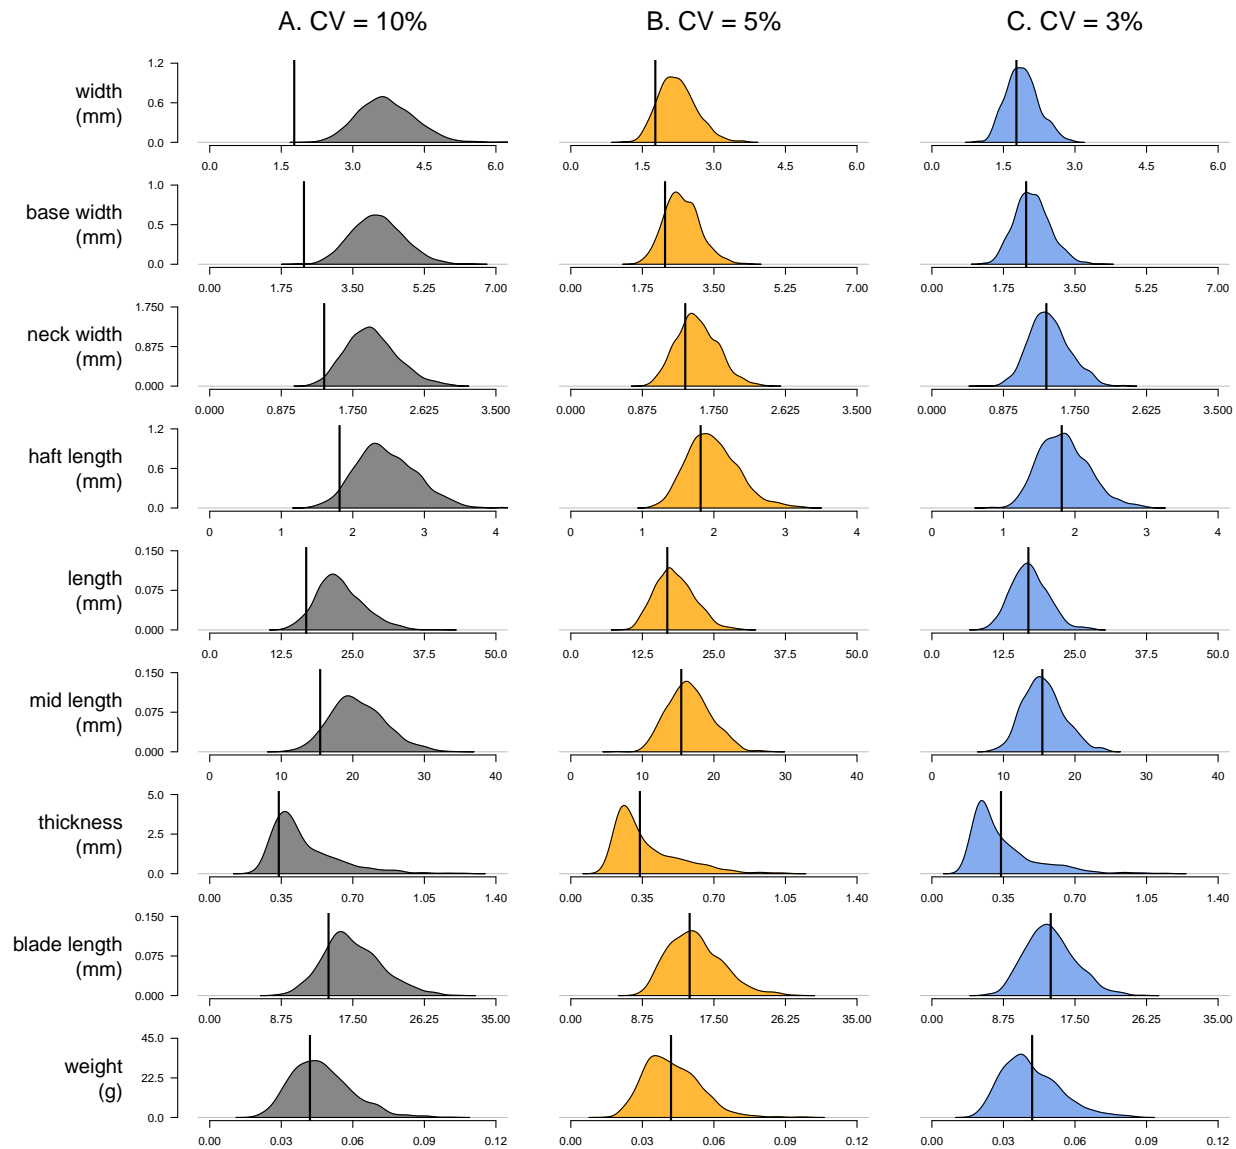 A. CV = 10% B. CV = 5% C. CV = 3%
width
(mm)
1.2
0.6
0.0
0.0 1.5 3.0 4.5 6.0 0.0 1.5 3.0 4.5 6.0 0.0 1.5 3.0 4.5 6.0
base width
(mm)
1.0
0.5
0.0
0.00 1.75 3.50 5.25 7.00 0.00 1.75 3.50 5.25 7.00 0.00 1.75 3.50 5.25 7.00
neck width
(mm)
1.750
0.875
0.000
0.000 0.875 1.750 2.625 3.500 0.000 0.875 1.750 2.625 3.500 0.000 0.875 1.750 2.625 3.500
haft length
(mm)
1.2
0.6
0.0
0 1 2 3 4 0 1 2 3 4 0 1 2 3 4
length
(mm)
0.150
0.075
0.000
0.0 12.5 25.0 37.5 50.0 0.0 12.5 25.0 37.5 50.0 0.0 12.5 25.0 37.5 50.0
mid length
(mm)
0.150
0.075
0.000
0 10 20 30 40 0 10 20 30 40 0 10 20 30 40
thickness
(mm)
5.0
2.5
0.0
0.00 0.35 0.70 1.05 1.40 0.00 0.35 0.70 1.05 1.40 0.00 0.35 0.70 1.05 1.40
blade length
(mm)
0.150
0.075
0.000
0.00 8.75 17.50 26.25 35.00 0.00 8.75 17.50 26.25 35.00 0.00 8.75 17.50 26.25 35.00
weight
(g)
45.0
22.5
0.0
0.00 0.03 0.06 0.09 0.12 0.00 0.03 0.06 0.09 0.12 0.00 0.03 0.06 0.09 0.12